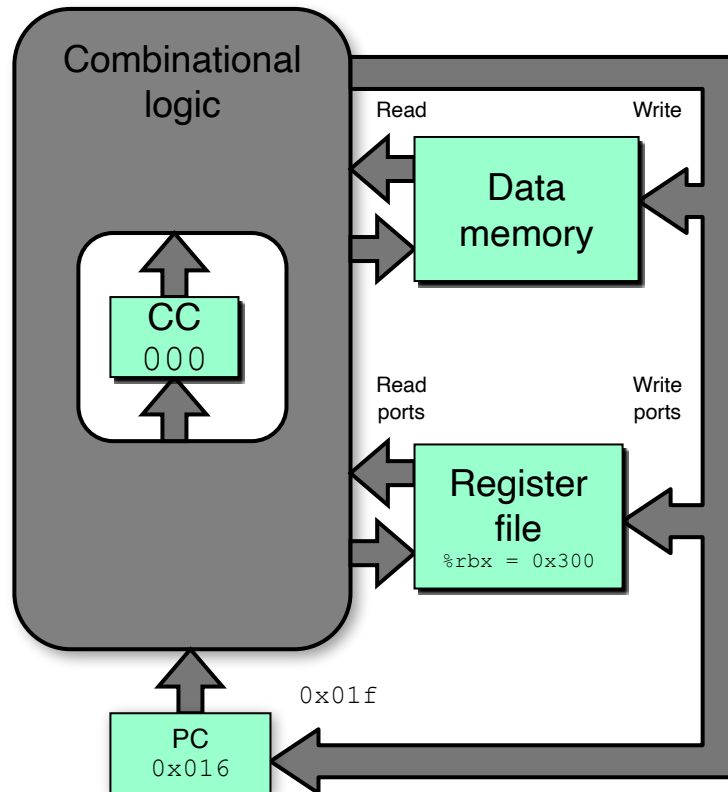 Combinational
logic
Read
Write
Data
memory
CC
000
Read
ports
Write
ports
Register
file
%rbx = 0x300
0x01f
PC
0x016